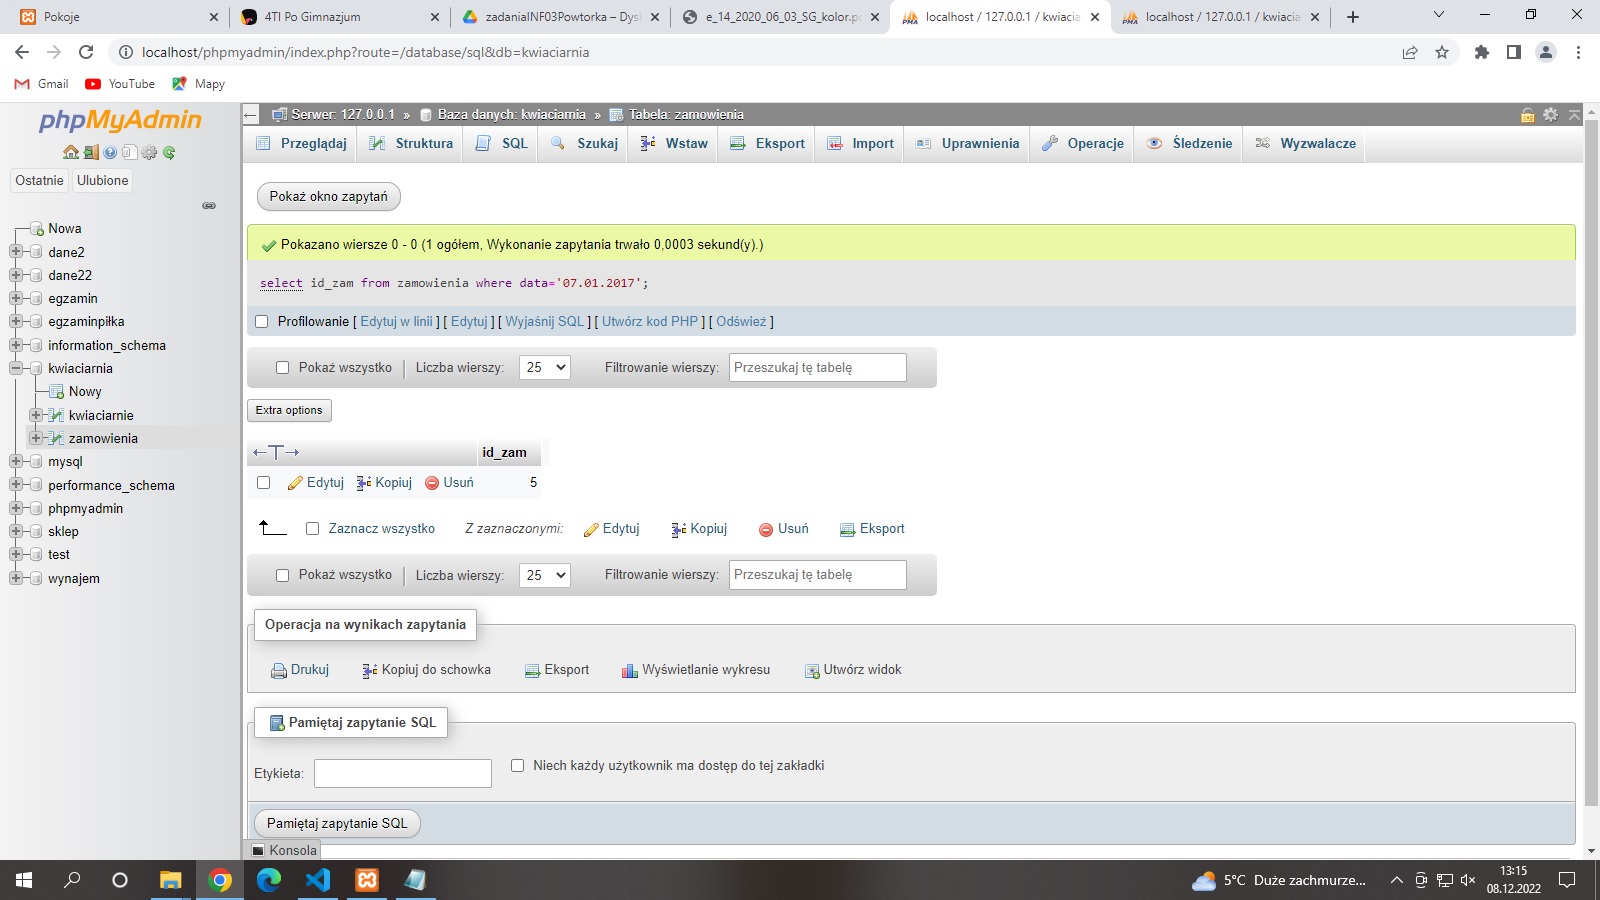 Pokoje
4TI Po Gimnazjum
zadaniaINF03Powtorka – Dysk
e_14_2020_06_03_SG_kolor.pd
localhost / 127.0.0.1 / kwiacia
localhost / 127.0.0.1 / kwiacia
localhost/phpmyadmin/index.php?route=/database/sql&db=kwiaciarnia
Gmail
YouTube
Mapy
phpMyAdmin
Ostatnie
Ulubione
Nowa
dane2
dane22
egzamin
egzaminpiłka
information_schema
kwiaciarnia
Nowy
kwiaciarnie
zamowienia
mysql
performance_schema
phpmyadmin
sklep
test
wynajem
Serwer: 127.0.0.1 » Baza danych: kwiaciarnia » Tabela: zamowienia
Przeglądaj Struktura SQL Szukaj Wstaw Eksport Import Uprawnienia Operacje Śledzenie Wyzwalacze
Pokaż okno zapytań
Pokazano wiersze 0 - 0 (1 ogółem, Wykonanie zapytania trwało 0,0003 sekund(y).)
select id_zam from zamowienia where data='07.01.2017';
Profilowanie [ Edytuj w linii ] [ Edytuj ] [ Wyjaśnij SQL ] [ Utwórz kod PHP ] [ Odśwież ]
Pokaż wszystko Liczba wierszy: 25 Filtrowanie wierszy: Przeszukaj tę tabelę
Extra options
←T→ id_zam
Edytuj Kopiuj Usuń 5
Zaznacz wszystko Z zaznaczonymi: Edytuj Kopiuj Usuń Eksport
Pokaż wszystko Liczba wierszy: 25 Filtrowanie wierszy: Przeszukaj tę tabelę
Operacja na wynikach zapytania
Drukuj Kopiuj do schowka Eksport Wyświetlanie wykresu Utwórz widok
Pamiętaj zapytanie SQL
Etykieta: Niech każdy użytkownik ma dostęp do tej zakładki
Pamiętaj zapytanie SQL
Konsola
5°C Duże zachmurze...
13:15
08.12.2022